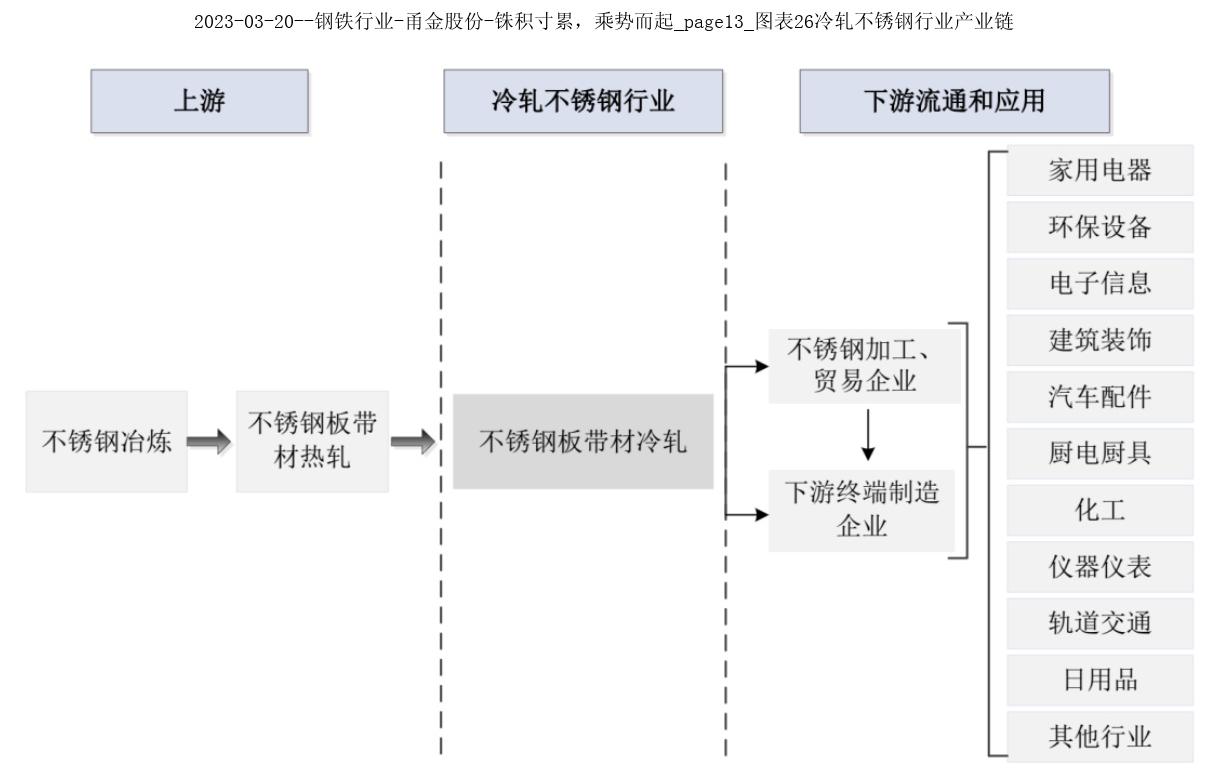 2023-03-20--钢铁行业-甬金股份-铢积寸累，乘势而起_page13_图表26冷轧不锈钢行业产业链
上游
冷轧不锈钢行业
下游流通和应用
不锈钢冶炼
不锈钢板带
材热轧
不锈钢板带材冷轧
不锈钢加工、
贸易企业
下游终端制造
企业
家用电器
环保设备
电子信息
建筑装饰
汽车配件
厨电厨具
化工
仪器仪表
轨道交通
日用品
其他行业